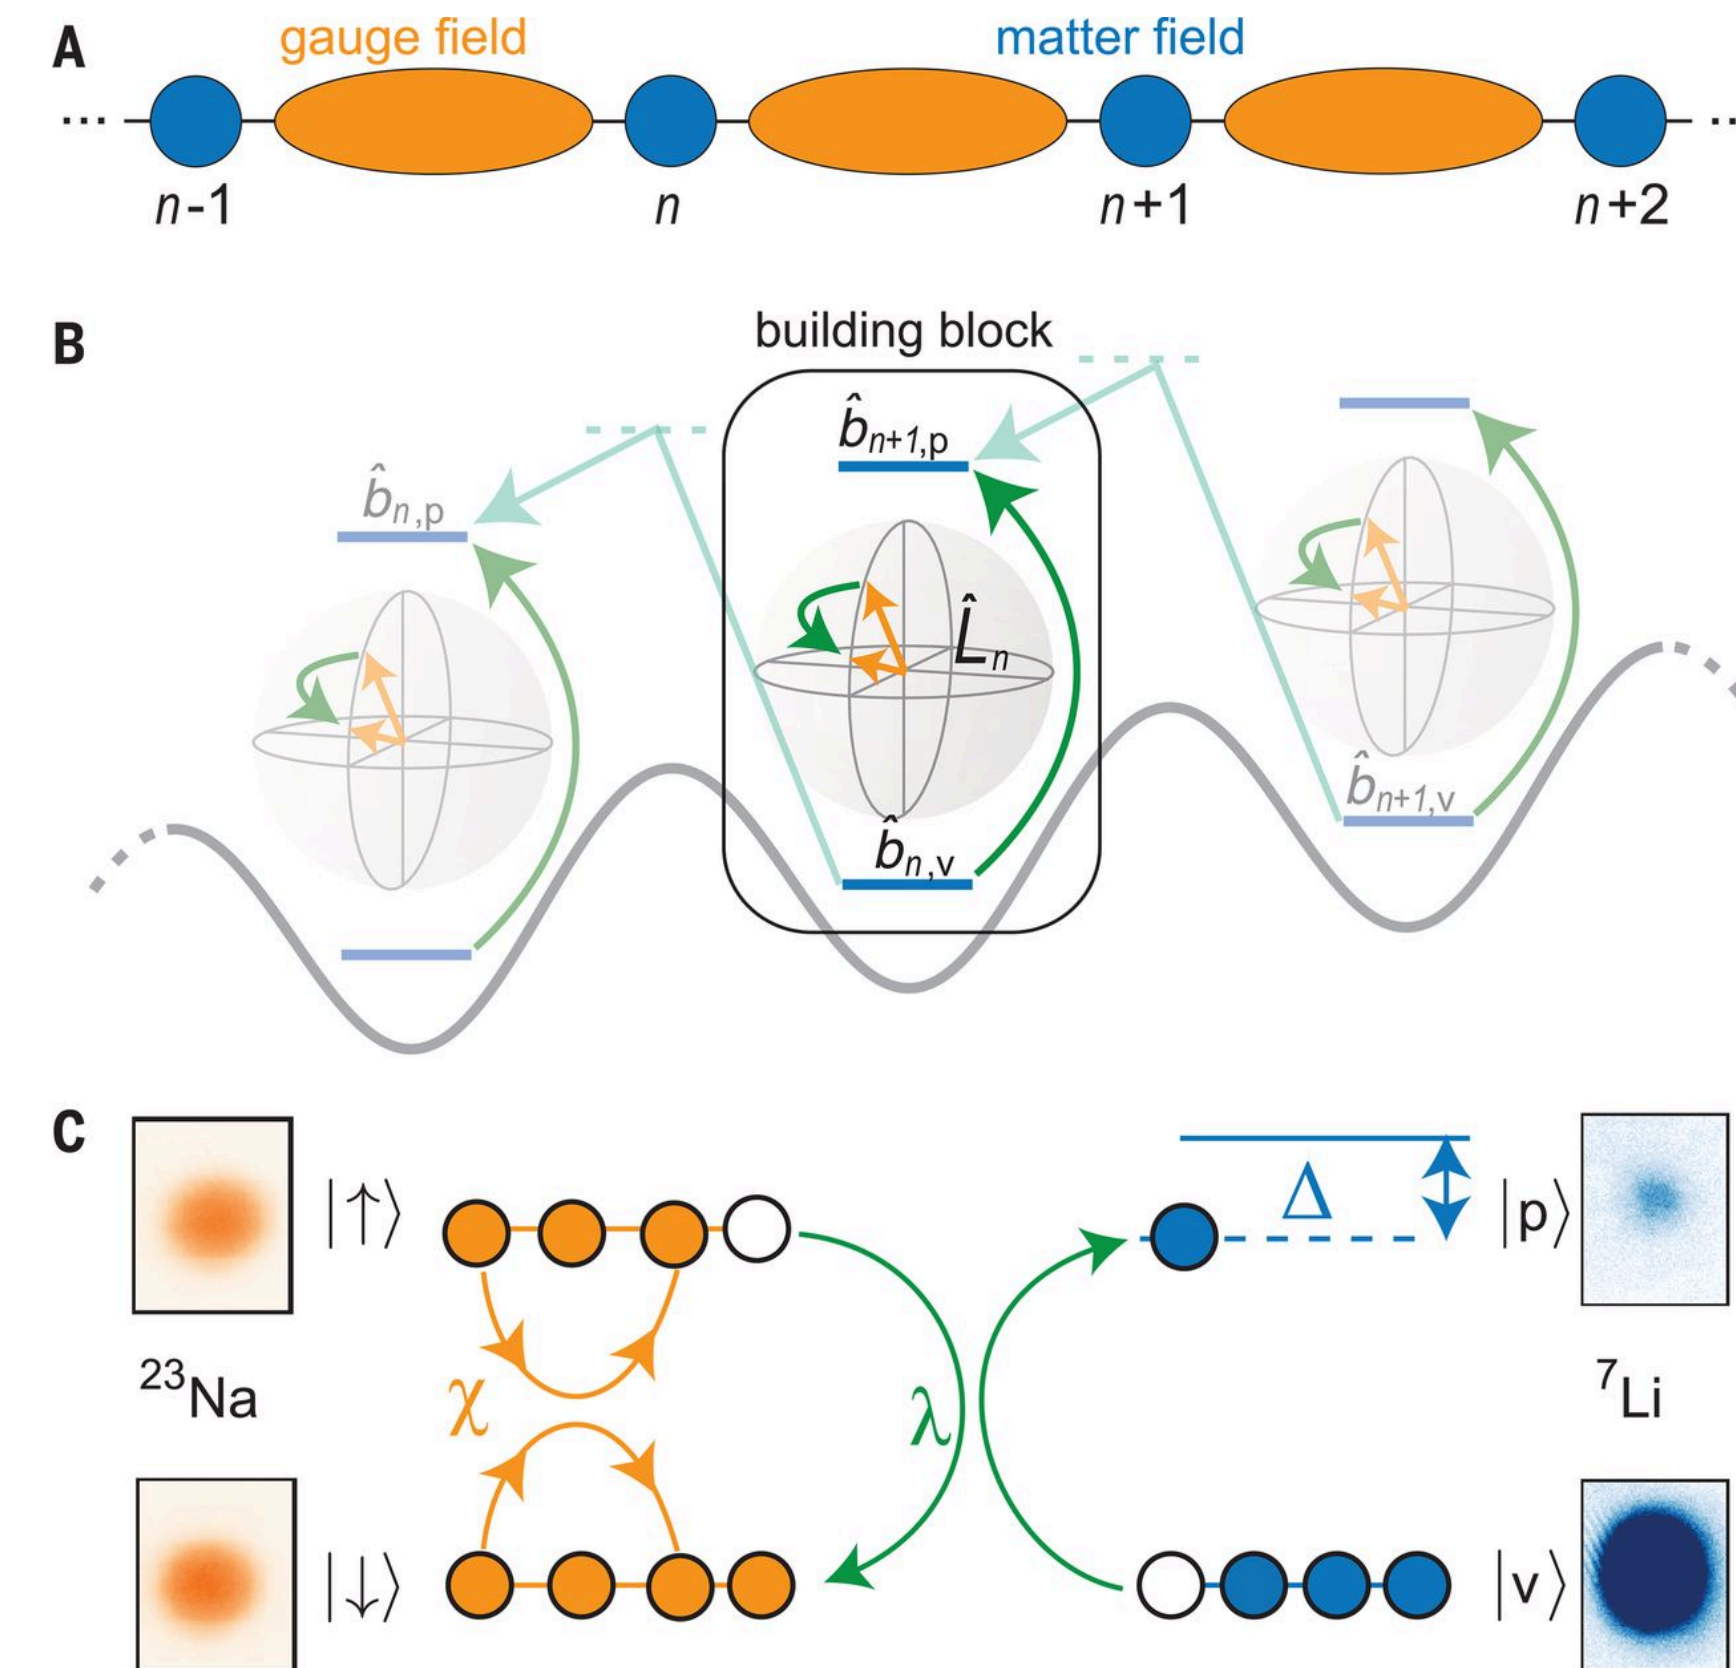 A
gauge field
matter field
... ...
n-1
n
n+1
n+2
B
building block
b̂n+1,p
b̂n,p
L̂n
b̂n+1,v
b̂n,v
C
|↑⟩
Δ
|p⟩
²³Na
χ
λ
⁷Li
|↓⟩
|v⟩